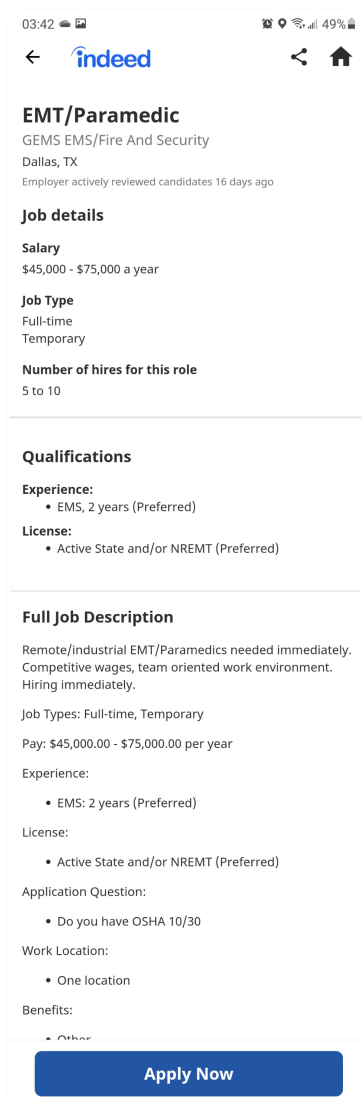 03:42
49%
indeed
EMT/Paramedic
GEMS EMS/Fire And Security
Dallas, TX
Employer actively reviewed candidates 16 days ago
Job details
Salary
$45,000 - $75,000 a year
Job Type
Full-time
Temporary
Number of hires for this role
5 to 10
Qualifications
Experience:
• EMS, 2 years (Preferred)
License:
• Active State and/or NREMT (Preferred)
Full Job Description
Remote/industrial EMT/Paramedics needed immediately.
Competitive wages, team oriented work environment.
Hiring immediately.
Job Types: Full-time, Temporary
Pay: $45,000.00 - $75,000.00 per year
Experience:
• EMS: 2 years (Preferred)
License:
• Active State and/or NREMT (Preferred)
Application Question:
• Do you have OSHA 10/30
Work Location:
• One location
Benefits:
• Other
Apply Now